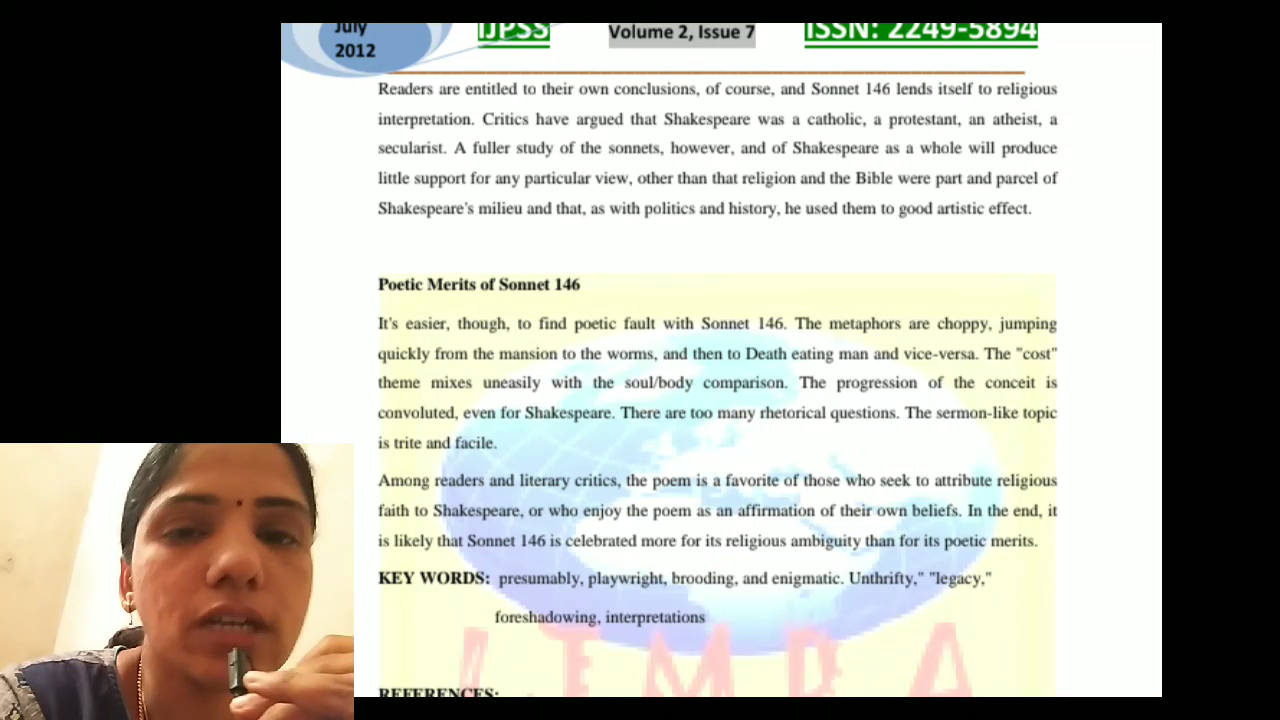 July
2012
IJPSS
Volume 2, Issue 7
ISSN: 2249-5894
Readers are entitled to their own conclusions, of course, and Sonnet 146 lends itself to religious
interpretation. Critics have argued that Shakespeare was a catholic, a protestant, an atheist, a
secularist. A fuller study of the sonnets, however, and of Shakespeare as a whole will produce
little support for any particular view, other than that religion and the Bible were part and parcel of
Shakespeare's milieu and that, as with politics and history, he used them to good artistic effect.
Poetic Merits of Sonnet 146
It's easier, though, to find poetic fault with Sonnet 146. The metaphors are choppy, jumping
quickly from the mansion to the worms, and then to Death eating man and vice-versa. The "cost"
theme mixes uneasily with the soul/body comparison. The progression of the conceit is
convoluted, even for Shakespeare. There are too many rhetorical questions. The sermon-like topic
is trite and facile.
Among readers and literary critics, the poem is a favorite of those who seek to attribute religious
faith to Shakespeare, or who enjoy the poem as an affirmation of their own beliefs. In the end, it
is likely that Sonnet 146 is celebrated more for its religious ambiguity than for its poetic merits.
KEY WORDS: presumably, playwright, brooding, and enigmatic. Unthrifty," "legacy,"
foreshadowing, interpretations
REFERENCES: